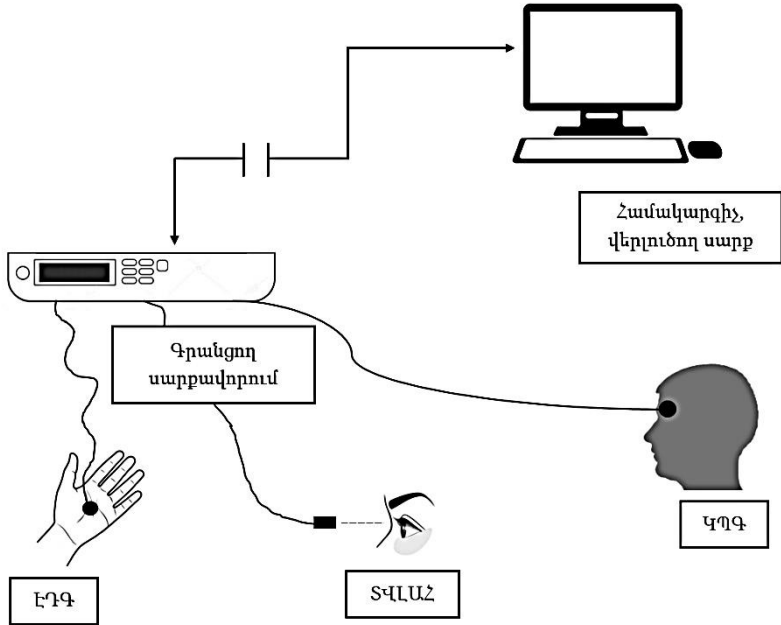 Համակարգիչ,
վերլուծող սարք
Գրանցող
սարքավորում
ԿՊԳ
ԷԴԳ
ՏՎԼԱՀ